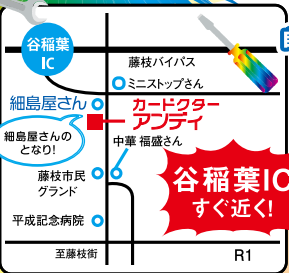 谷稲葉
IC
藤枝バイパス
ミニストップさん
細島屋さん
カードクター
アンディ
細島屋さんの
となり!
中華 福盛さん
藤枝市民
グランド
谷稲葉IC
すぐ近く!
平成記念病院
至藤枝街
R1